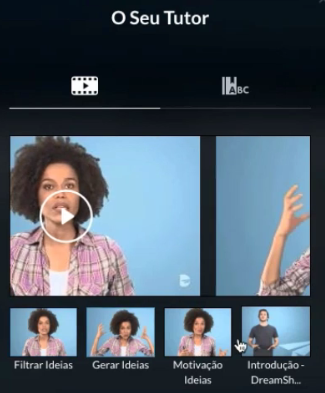 O Seu Tutor
ABC
Filtrar Ideias
Gerar Ideias
Motivação
Ideias
Introdução -
DreamSh...